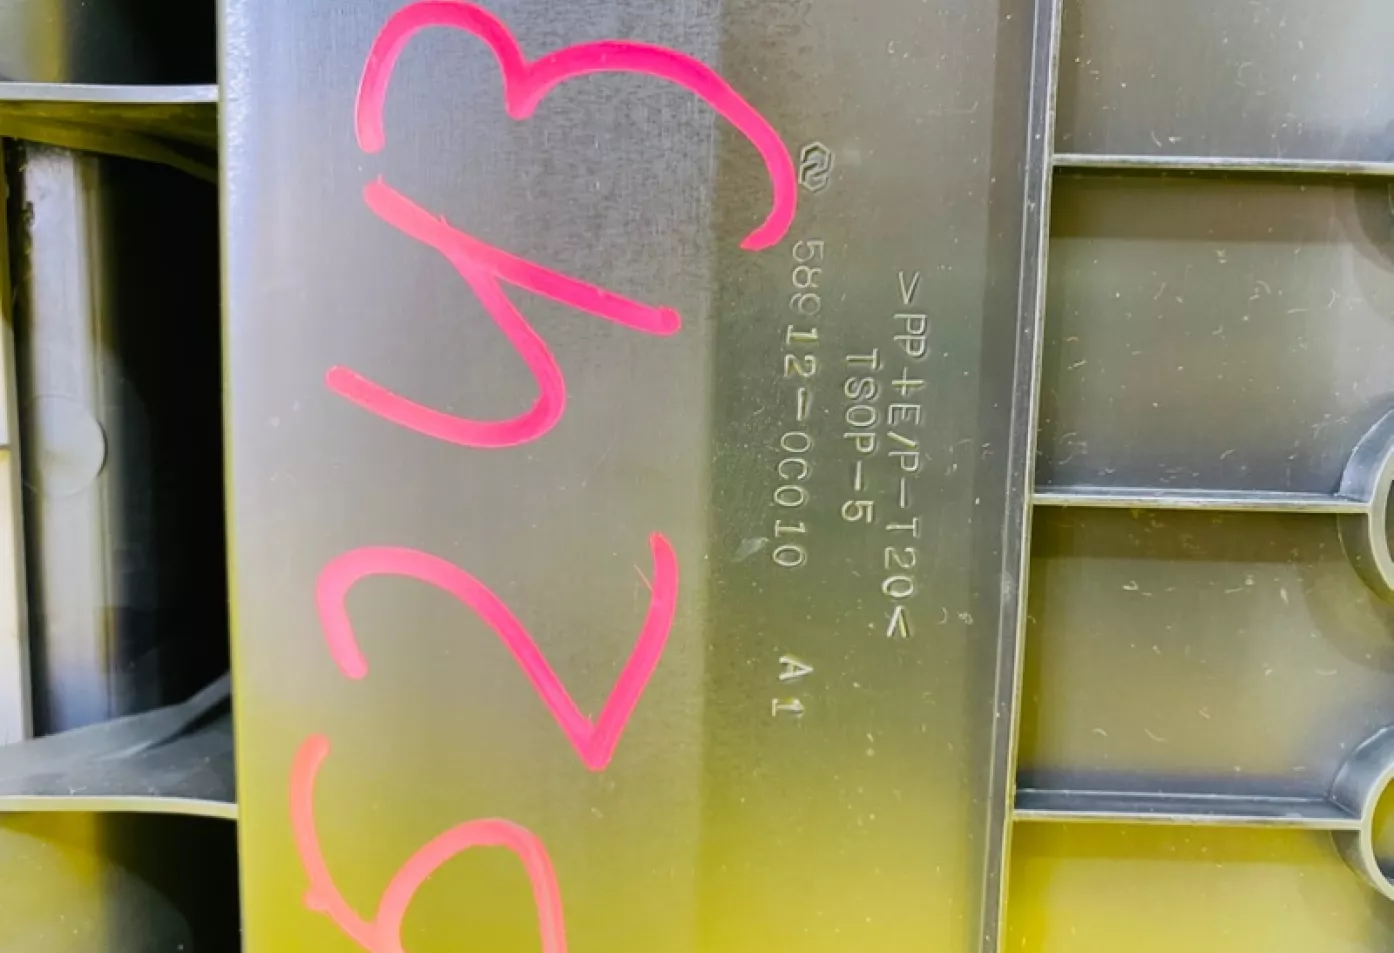 >PP+E/P-T20<
TSOP-5
58912-0C010 A1
5243